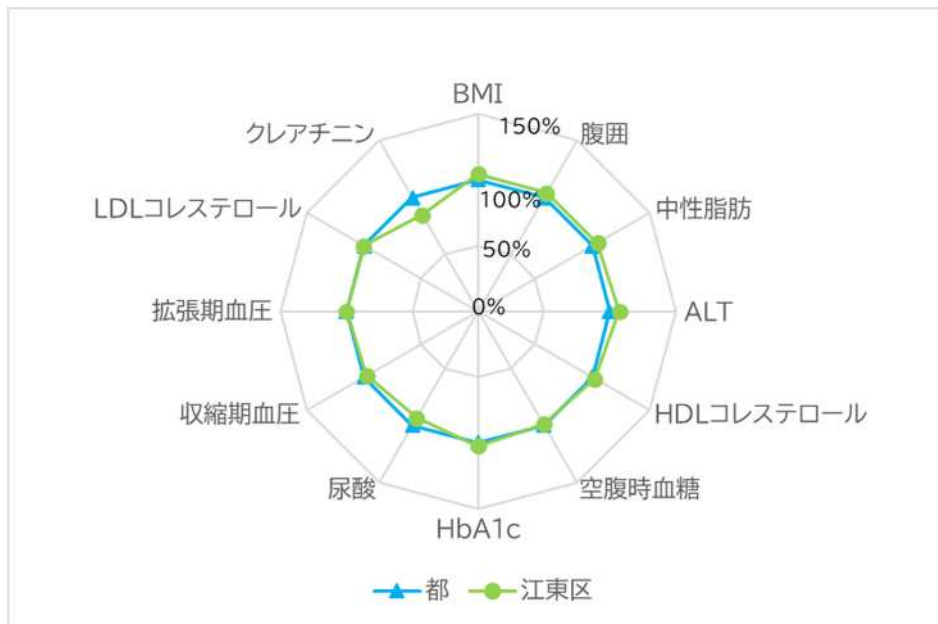 BMI
150%
クレアチニン
腹囲
LDLコレステロール
100%
中性脂肪
50%
拡張期血圧
0%
ALT
収縮期血圧
HDLコレステロール
尿酸
空腹時血糖
HbA1c
都 江東区